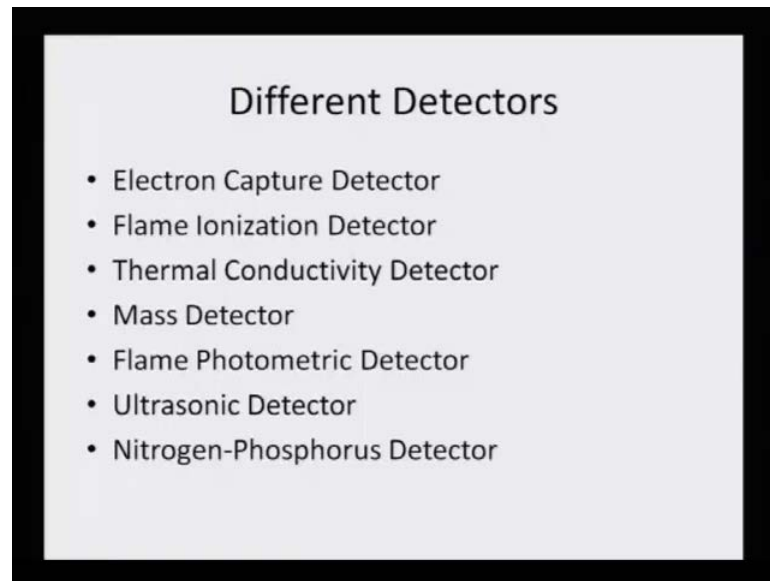 Different Detectors
• Electron Capture Detector
• Flame Ionization Detector
• Thermal Conductivity Detector
• Mass Detector
• Flame Photometric Detector
• Ultrasonic Detector
• Nitrogen-Phosphorus Detector